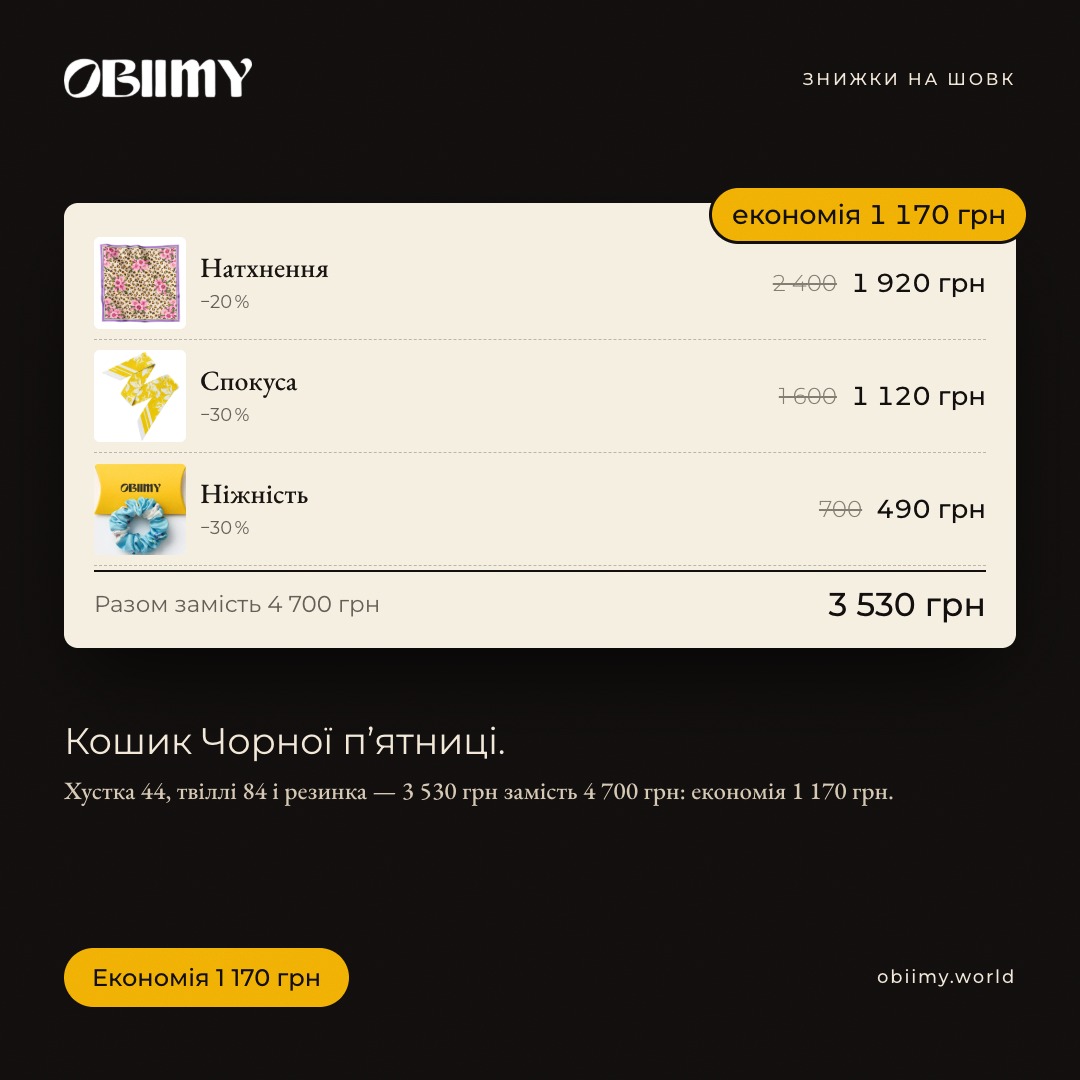 OBIIMY
ЗНИЖКИ НА ШОВК
економія 1 170 грн
Натхнення
−20 %
2 400 1 920 грн
Спокуса
−30 %
1 600 1 120 грн
OBIIMY
Ніжність
−30 %
700 490 грн
Разом замість 4 700 грн
3 530 грн
Кошик Чорної п’ятниці.
Хустка 44, твіллі 84 і резинка — 3 530 грн замість 4 700 грн: економія 1 170 грн.
Економія 1 170 грн
obiimy.world